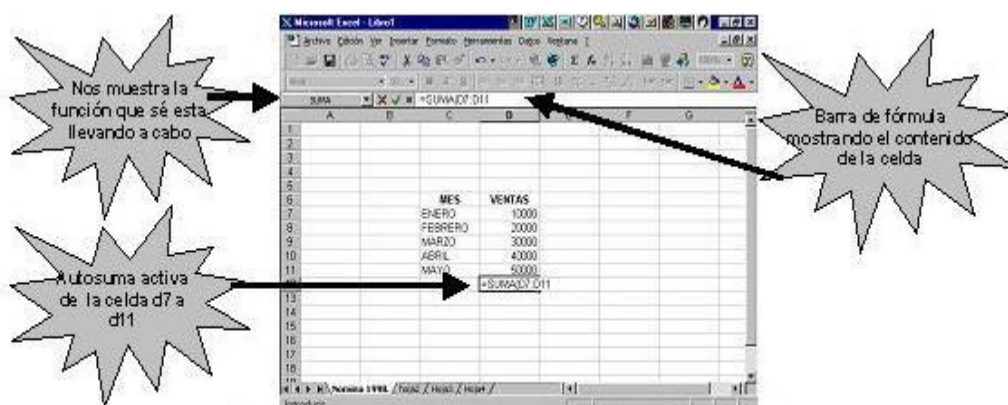 Microsoft Excel - Libro1
Archivo Edición Ver Insertar Formato Herramientas Datos Ventana ?
Nos muestra la
función que sé esta
llevando a cabo
SUMA =SUMA(D7:D11
Barra de fórmula
mostrando el contenido
de la celda
A B C D E F G
1
2
3
4
5
6 MES VENTAS
7 ENERO 10000
8 FEBRERO 20000
9 MARZO 30000
10 ABRIL 40000
11 MAYO 50000
=SUMA(D7:D11
Autosuma activa
de la celda d7 a
d11
13
14
15
16
17
18
Nomina 1998 / hoja2 / Hoja3 / Hoja4 /